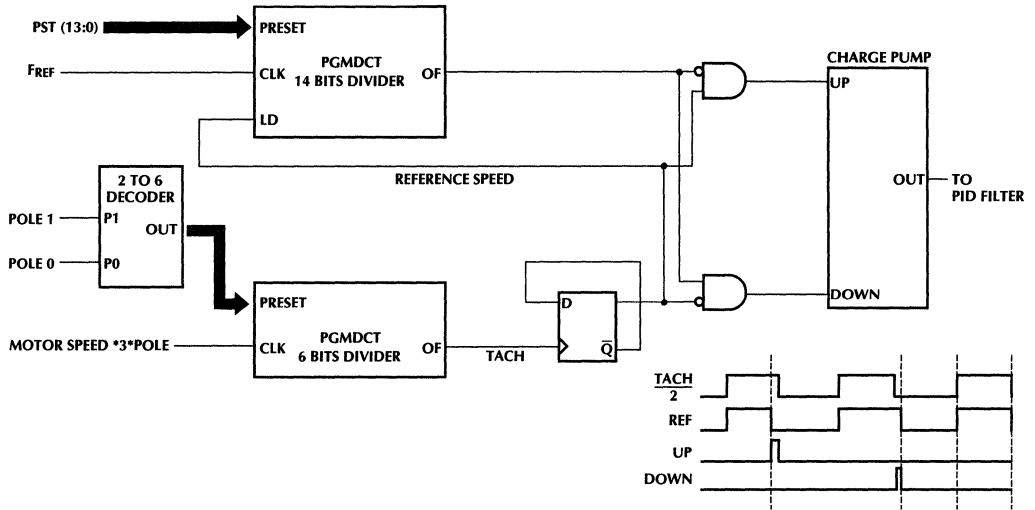 PST (13:0)
PRESET
FREF
CLK
PGMDCT
14 BITS DIVIDER
OF
LD
REFERENCE SPEED
CHARGE PUMP
UP
OUT
TO
PID FILTER
DOWN
2 TO 6
DECODER
POLE 1
P1
OUT
POLE 0
P0
PRESET
PGMDCT
6 BITS DIVIDER
MOTOR SPEED *3*POLE
CLK
OF
TACH
D
Q̅
TACH
2
REF
UP
DOWN